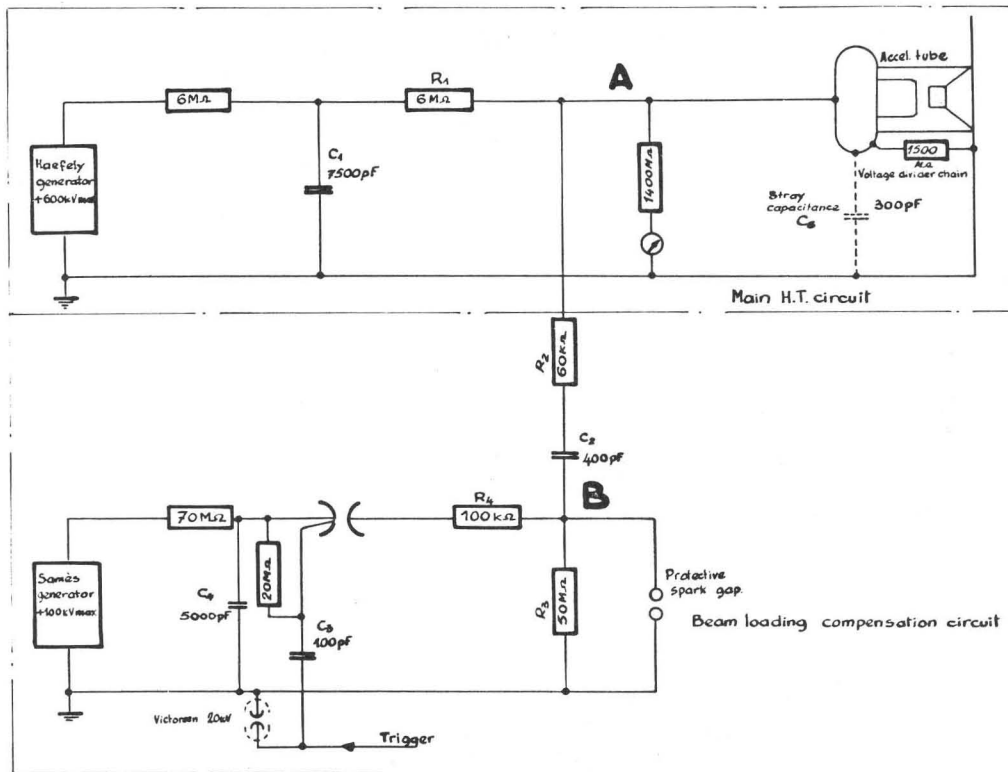 Accel. tube
A
R1
6MΩ
6MΩ
C1
7500pF
Haefely
generator
+600kV max
1400MΩ
1500
MΩ
Voltage divider chain
Stray
capacitance
C5
300pF
Main H.T. circuit
R2
60kΩ
C2
400pF
B
R4
70MΩ
100kΩ
Samès
generator
+100kV max
20MΩ
C4
5000pF
C3
100pF
R3
50MΩ
Protective
spark gap.
Beam loading compensation circuit
Victoreen 20kV
Trigger